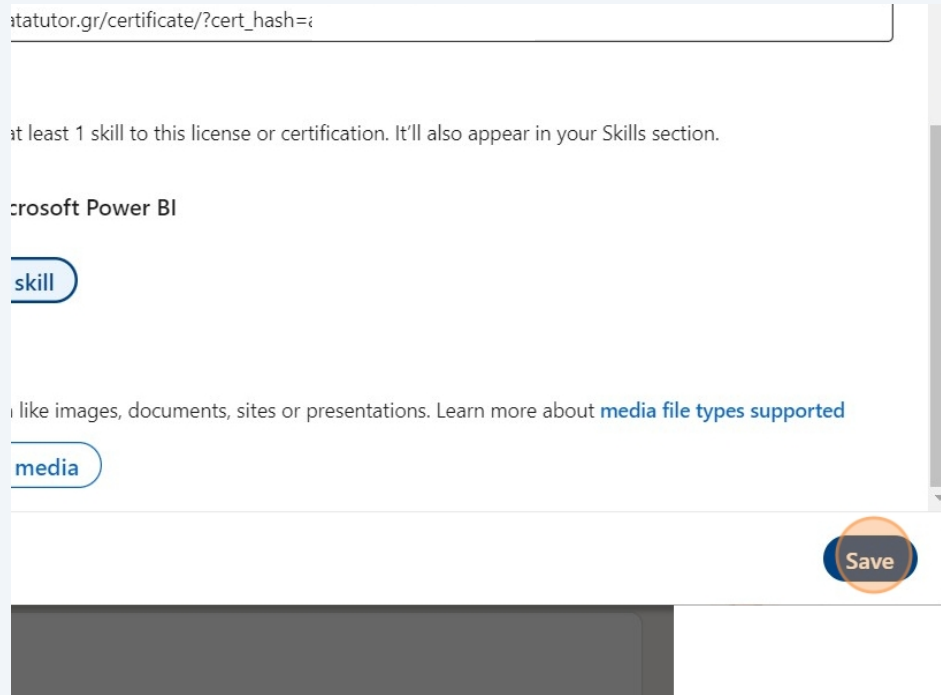 atatutor.gr/certificate/?cert_hash=a
at least 1 skill to this license or certification. It'll also appear in your Skills section.
crosoft Power BI
skill
like images, documents, sites or presentations. Learn more about media file types supported
media
Save